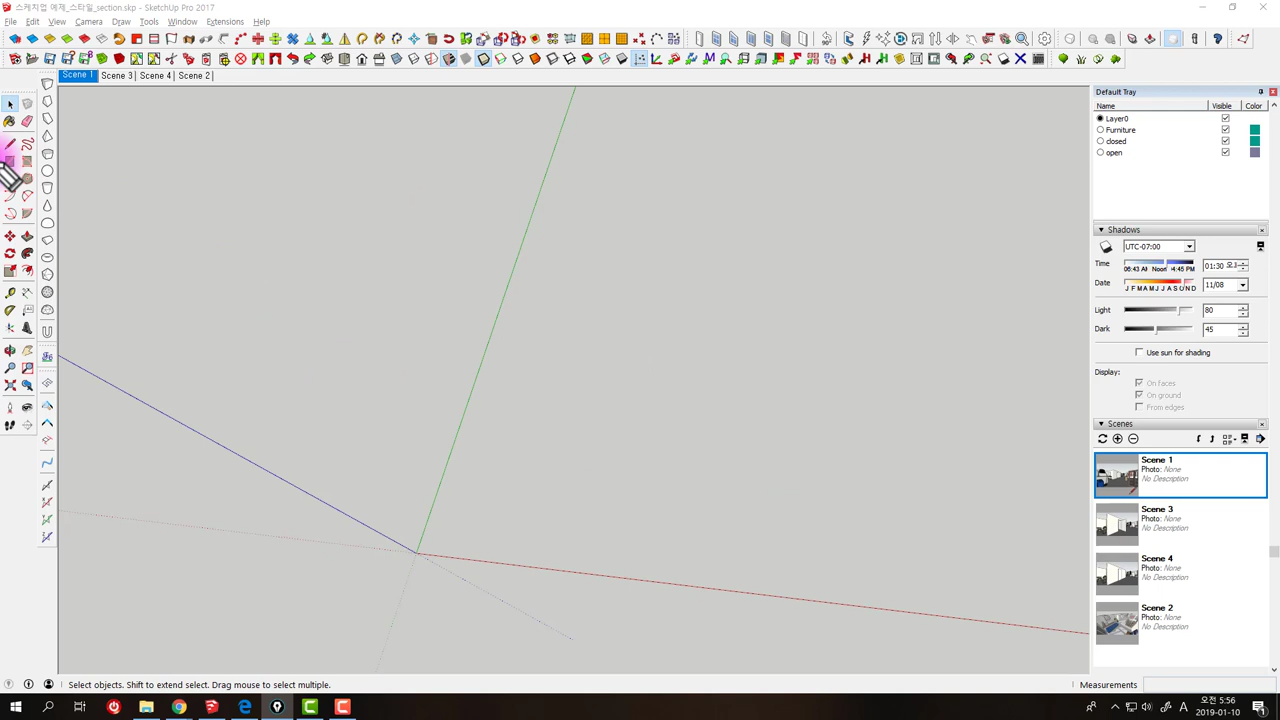 스케치업 예제_스타일_section.skp - SketchUp Pro 2017
File Edit View Camera Draw Tools Window Extensions Help
Scene 1 Scene 3 Scene 4 Scene 2
Default Tray
Name Visible Color
Layer0
Furniture
closed
open
Shadows
UTC-07:00
Time 06:43 AM Noon 4:45 PM 01:30 오
Date J F M A M J J A S O N D 11/08
Light 80
Dark 45
Use sun for shading
Display:
On faces
On ground
From edges
Scenes
Scene 1
Photo: None
No Description
Scene 3
Photo: None
No Description
Scene 4
Photo: None
No Description
Scene 2
Photo: None
No Description
Select objects. Shift to extend select. Drag mouse to select multiple.
Measurements
A 오전 5:56
2019-01-10